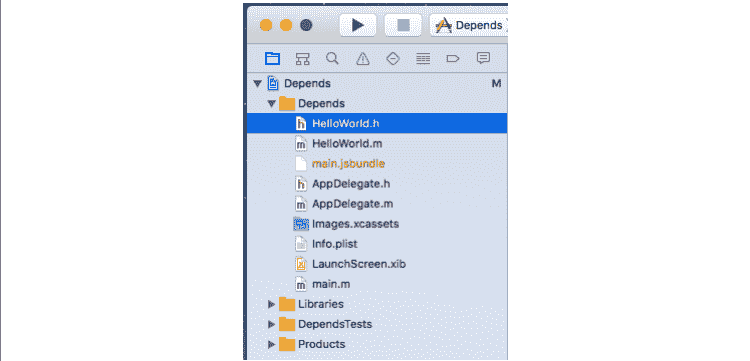 Depends
Depends M
Depends
HelloWorld.h
HelloWorld.m
main.jsbundle
AppDelegate.h
AppDelegate.m
Images.xcassets
Info.plist
LaunchScreen.xib
main.m
Libraries
DependsTests
Products